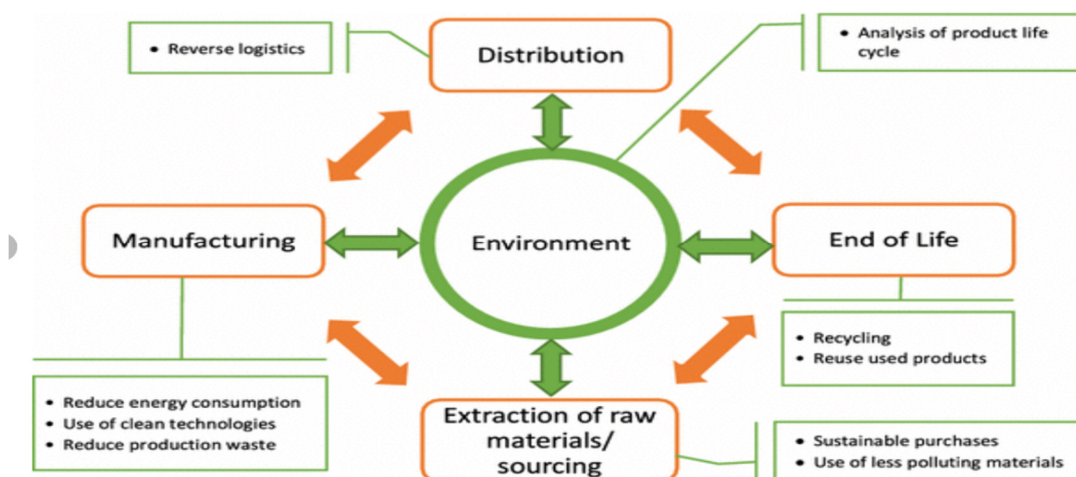 • Reverse logistics
Distribution
• Analysis of product life
cycle
Manufacturing
Environment
End of Life
• Reduce energy consumption
• Use of clean technologies
• Reduce production waste
Extraction of raw
materials/
sourcing
• Recycling
• Reuse used products
• Sustainable purchases
• Use of less polluting materials